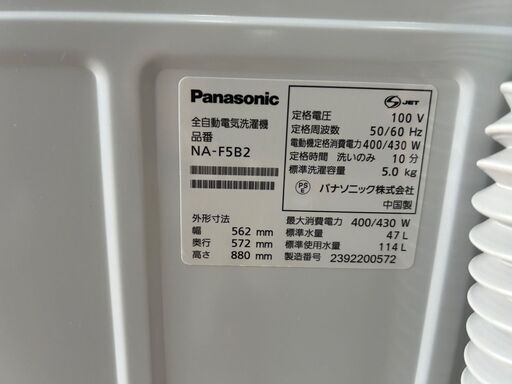 Panasonic
全自動電気洗濯機
品番
NA-F5B2
外形寸法
幅 562 mm
奥行 572 mm
高さ 880 mm
JET
定格電圧 100 V
定格周波数 50/60 Hz
電動機定格消費電力 400/430 W
定格時間 洗いのみ 10 分
標準洗濯容量 5.0 kg
PS
E
パナソニック株式会社
中国製
最大消費電力 400/430 W
標準水量 47 L
標準使用水量 114 L
製造番号 2392200572